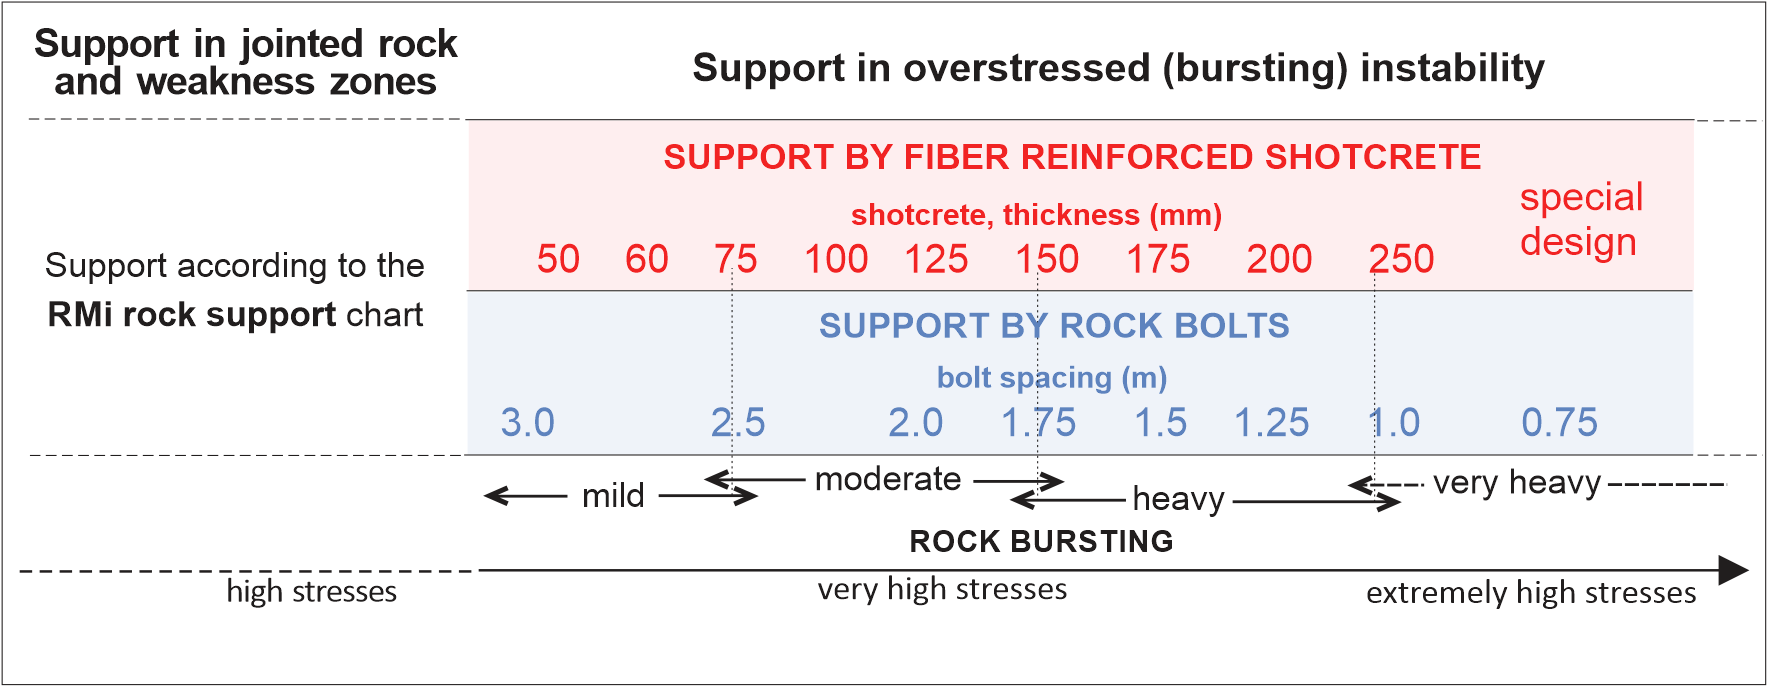 Support in jointed rock
and weakness zones
Support in overstressed (bursting) instability
SUPPORT BY FIBER REINFORCED SHOTCRETE
shotcrete, thickness (mm)
special
design
50 60 75 100 125 150 175 200 250
Support according to the
RMi rock support chart
SUPPORT BY ROCK BOLTS
bolt spacing (m)
3.0 2.5 2.0 1.75 1.5 1.25 1.0 0.75
mild moderate heavy very heavy
ROCK BURSTING
high stresses very high stresses extremely high stresses